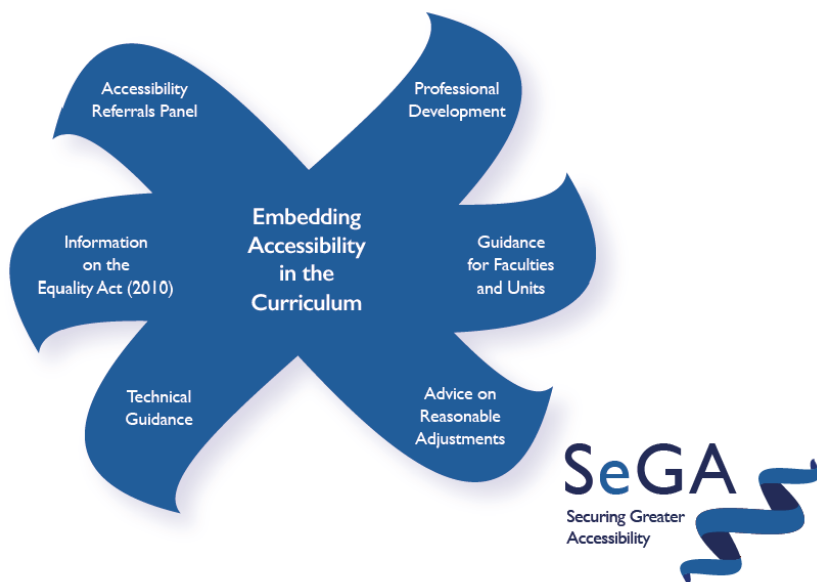 Accessibility
Referrals Panel
Professional
Development
Embedding
Accessibility
in the
Curriculum
Information
on the
Equality Act (2010)
Guidance
for Faculties
and Units
Technical
Guidance
Advice on
Reasonable
Adjustments
SeGA
Securing Greater
Accessibility